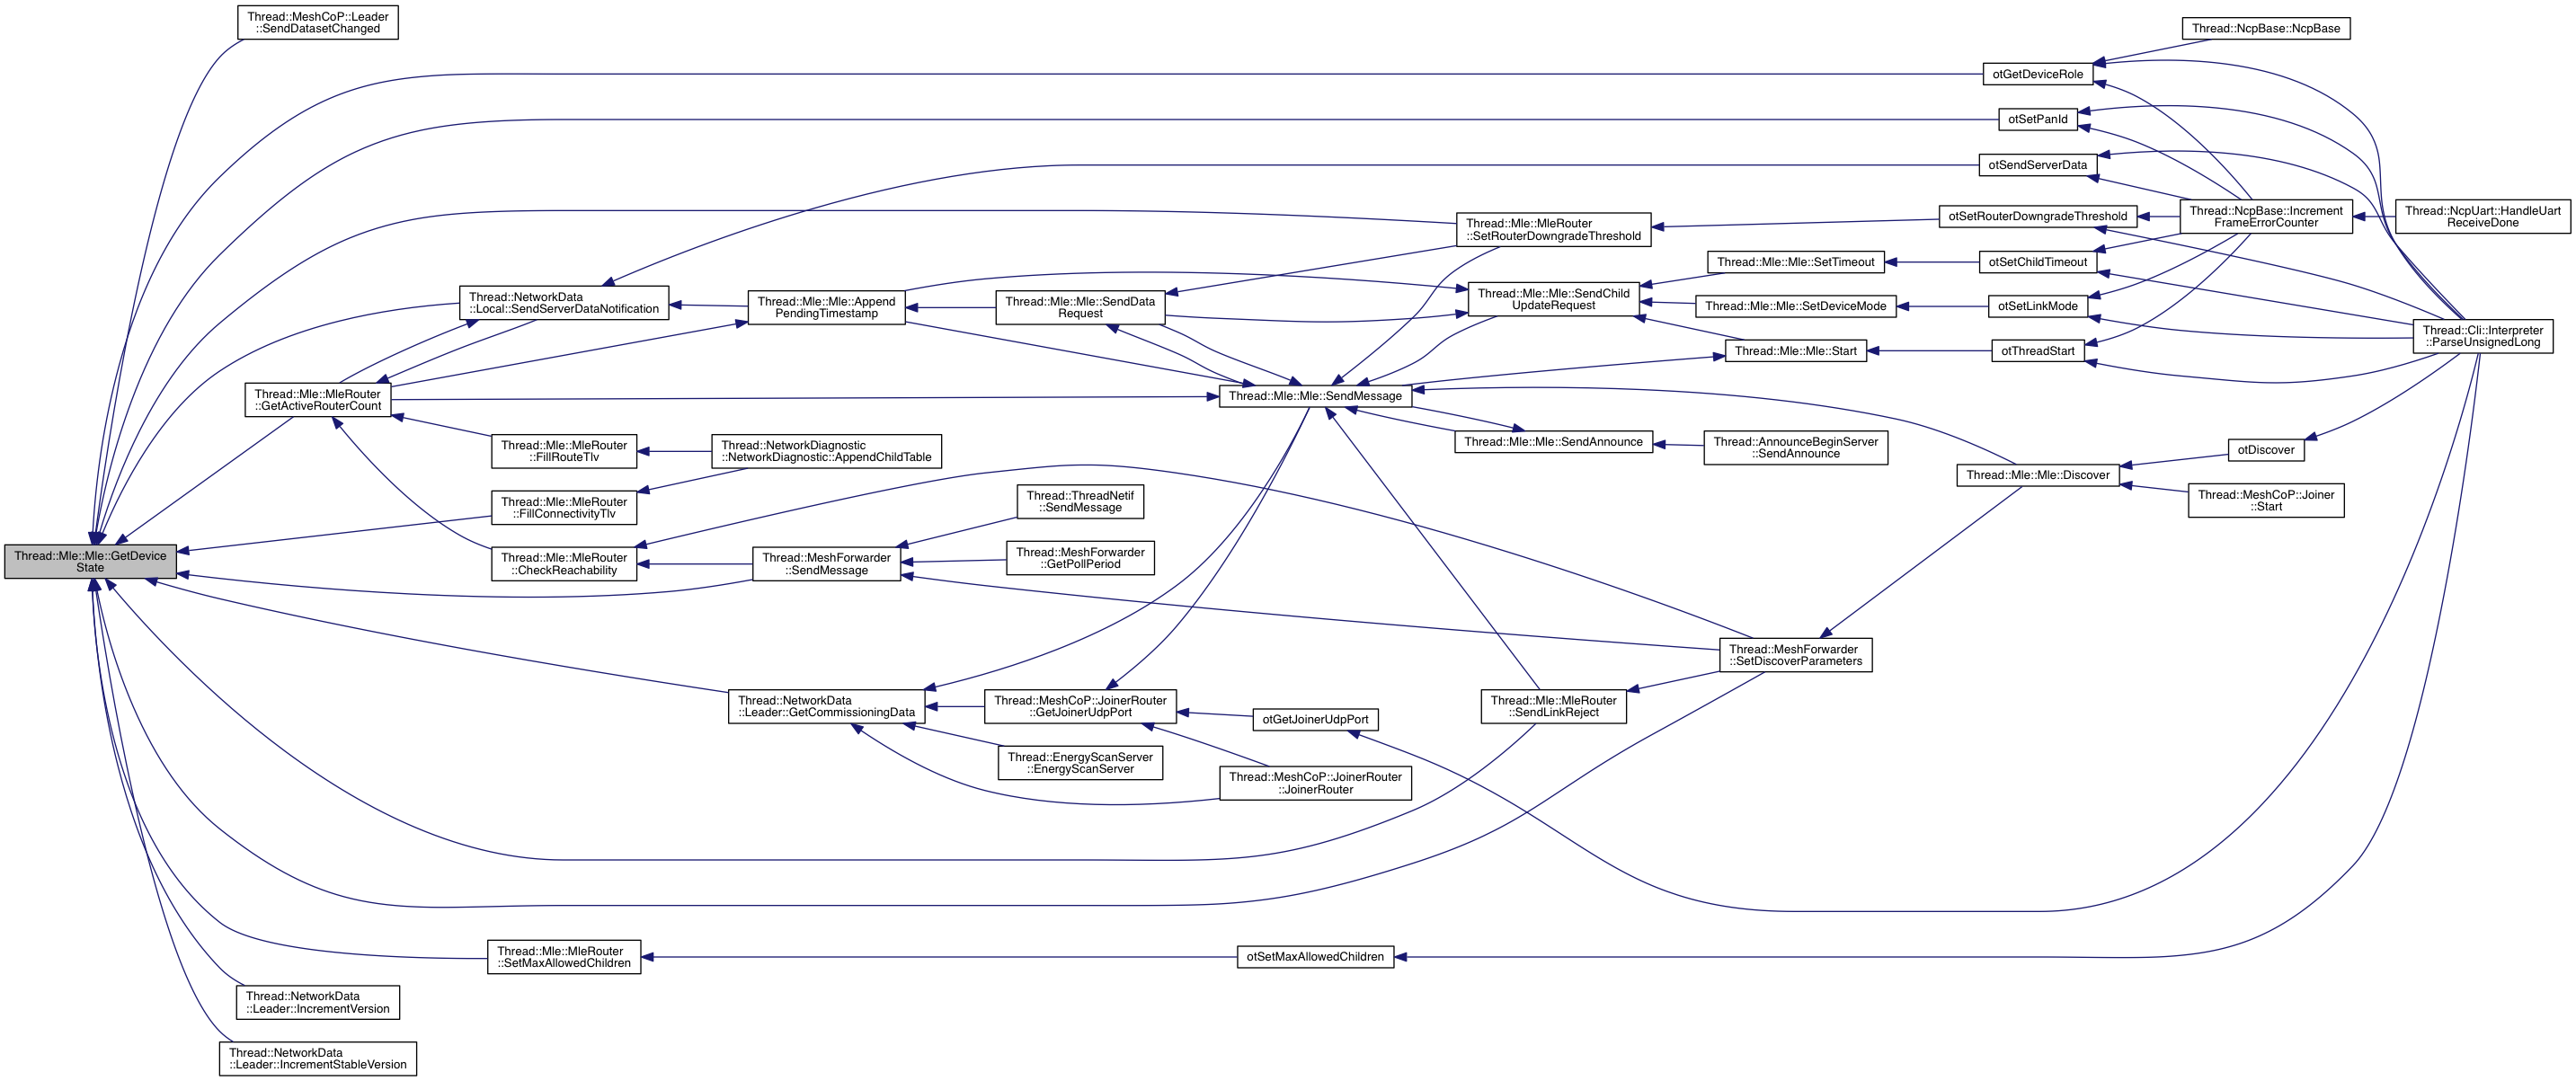 Thread::MeshCoP::Leader
::SendDatasetChanged
Thread::NcpBase::NcpBase
otGetDeviceRole
otSetPanId
otSendServerData
Thread::Mle::MleRouter
::SetRouterDowngradeThreshold
otSetRouterDowngradeThreshold
Thread::NcpBase::Increment
FrameErrorCounter
Thread::NcpUart::HandleUart
ReceiveDone
Thread::Mle::Mle::SetTimeout
otSetChildTimeout
Thread::NetworkData
::Local::SendServerDataNotification
Thread::Mle::Mle::Append
PendingTimestamp
Thread::Mle::Mle::SendData
Request
Thread::Mle::Mle::SendChild
UpdateRequest
Thread::Mle::Mle::SetDeviceMode
otSetLinkMode
Thread::Cli::Interpreter
::ParseUnsignedLong
Thread::Mle::Mle::Start
otThreadStart
Thread::Mle::MleRouter
::GetActiveRouterCount
Thread::Mle::Mle::SendMessage
Thread::Mle::MleRouter
::FillRouteTlv
Thread::NetworkDiagnostic
::NetworkDiagnostic::AppendChildTable
Thread::Mle::Mle::SendAnnounce
Thread::AnnounceBeginServer
::SendAnnounce
otDiscover
Thread::Mle::Mle::Discover
Thread::MeshCoP::Joiner
::Start
Thread::Mle::MleRouter
::FillConnectivityTlv
Thread::ThreadNetif
::SendMessage
Thread::Mle::Mle::GetDevice
State
Thread::Mle::MleRouter
::CheckReachability
Thread::MeshForwarder
::SendMessage
Thread::MeshForwarder
::GetPollPeriod
Thread::MeshForwarder
::SetDiscoverParameters
Thread::NetworkData
::Leader::GetCommissioningData
Thread::MeshCoP::JoinerRouter
::GetJoinerUdpPort
otGetJoinerUdpPort
Thread::Mle::MleRouter
::SendLinkReject
Thread::EnergyScanServer
::EnergyScanServer
Thread::MeshCoP::JoinerRouter
::JoinerRouter
Thread::Mle::MleRouter
::SetMaxAllowedChildren
otSetMaxAllowedChildren
Thread::NetworkData
::Leader::IncrementVersion
Thread::NetworkData
::Leader::IncrementStableVersion